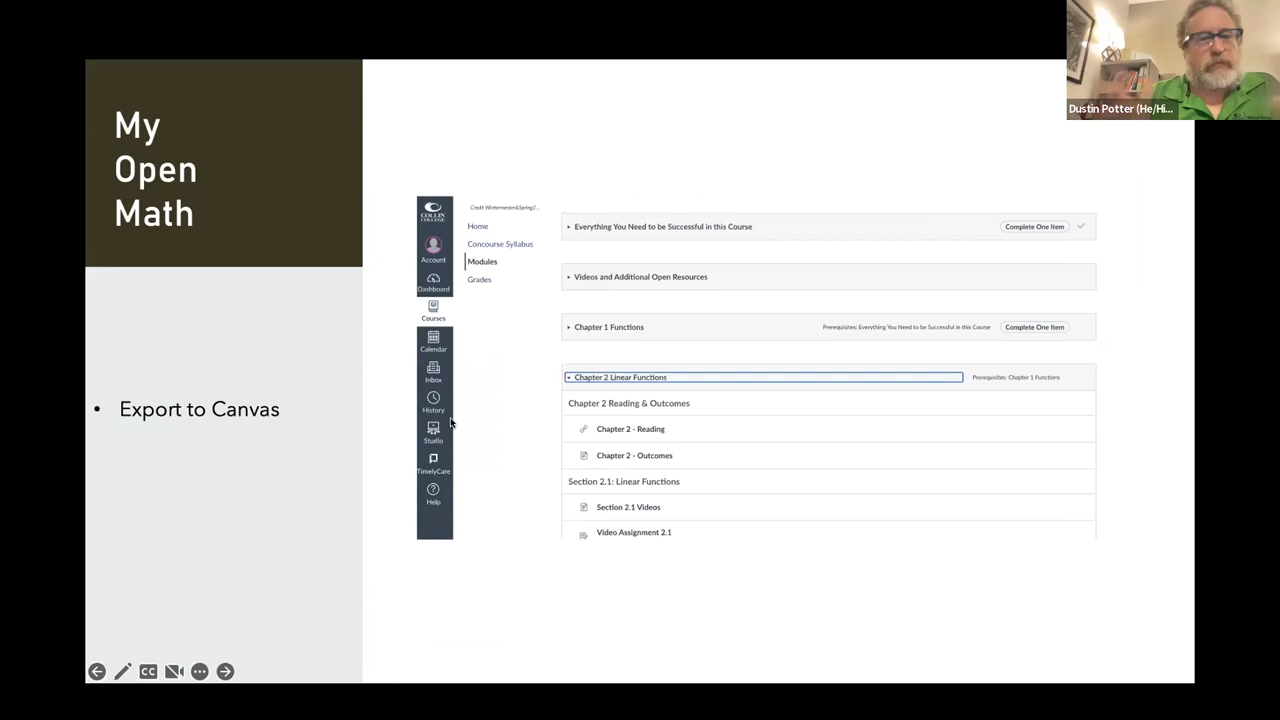 Dustin Potter (He/Hi...
My
Open
Math
Export to Canvas
COLLIN
COLLEGE
Account
Dashboard
Courses
Calendar
Inbox
History
Studio
TimelyCare
Help
Credit Wintermester&Spring2...
Home
Concourse Syllabus
Modules
Grades
Everything You Need to be Successful in this Course
Complete One Item
Videos and Additional Open Resources
Chapter 1 Functions
Prerequisites: Everything You Need to be Successful in this Course
Complete One Item
Chapter 2 Linear Functions
Prerequisites: Chapter 1 Functions
Chapter 2 Reading & Outcomes
Chapter 2 - Reading
Chapter 2 - Outcomes
Section 2.1: Linear Functions
Section 2.1 Videos
Video Assignment 2.1
CC